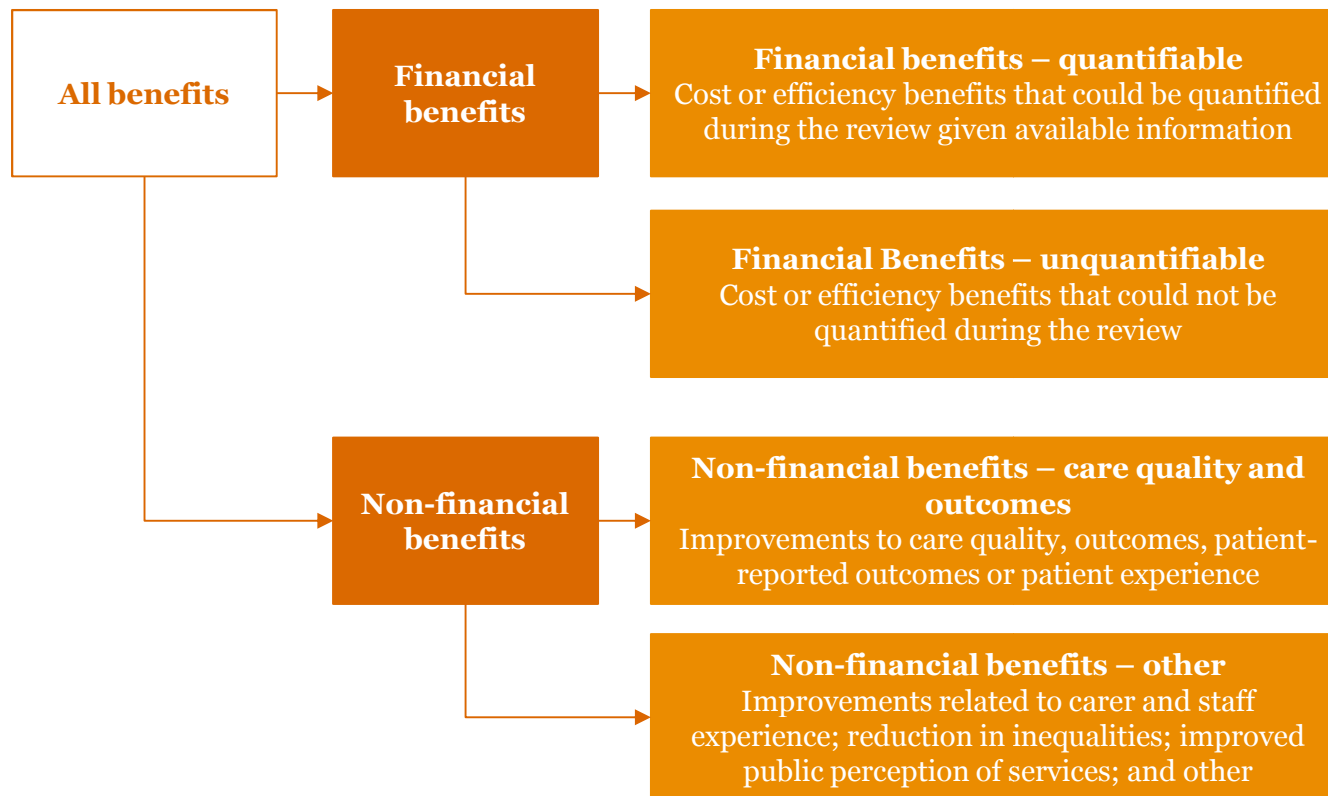 All benefits
Financial
benefits
Financial benefits – quantifiable
Cost or efficiency benefits that could be quantified
during the review given available information
Financial Benefits – unquantifiable
Cost or efficiency benefits that could not be
quantified during the review
Non-financial
benefits
Non-financial benefits – care quality and
outcomes
Improvements to care quality, outcomes, patient-
reported outcomes or patient experience
Non-financial benefits – other
Improvements related to carer and staff
experience; reduction in inequalities; improved
public perception of services; and other